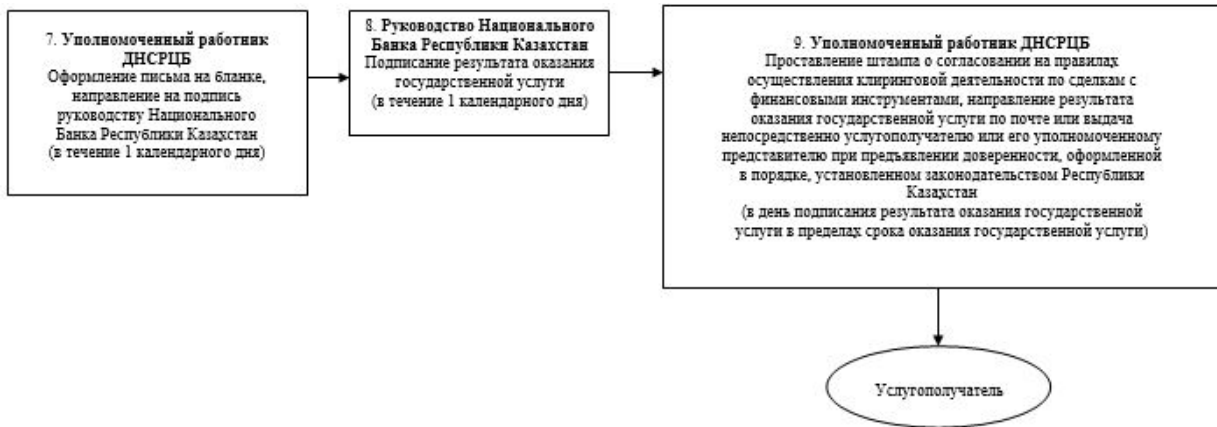 7. Уполномоченный работник
ДНСРЦБ
Оформление письма на бланке,
направление на подпись
руководству Национального
Банка Республики Казахстан
(в течение 1 календарного дня)
8. Руководство Национального
Банка Республики Казахстан
Подписание результата оказания
государственной услуги
(в течение 1 календарного дня)
9. Уполномоченный работник ДНСРЦБ
Проставление штампа о согласовании на правилах
осуществления клиринговой деятельности по сделкам с
финансовыми инструментами, направление результата
оказания государственной услуги по почте или выдача
непосредственно услугополучателю или его уполномоченному
представителю при предъявлении доверенности, оформленной
в порядке, установленном законодательством Республики
Казахстан
(в день подписания результата оказания государственной
услуги в пределах срока оказания государственной услуги)
Услугополучатель